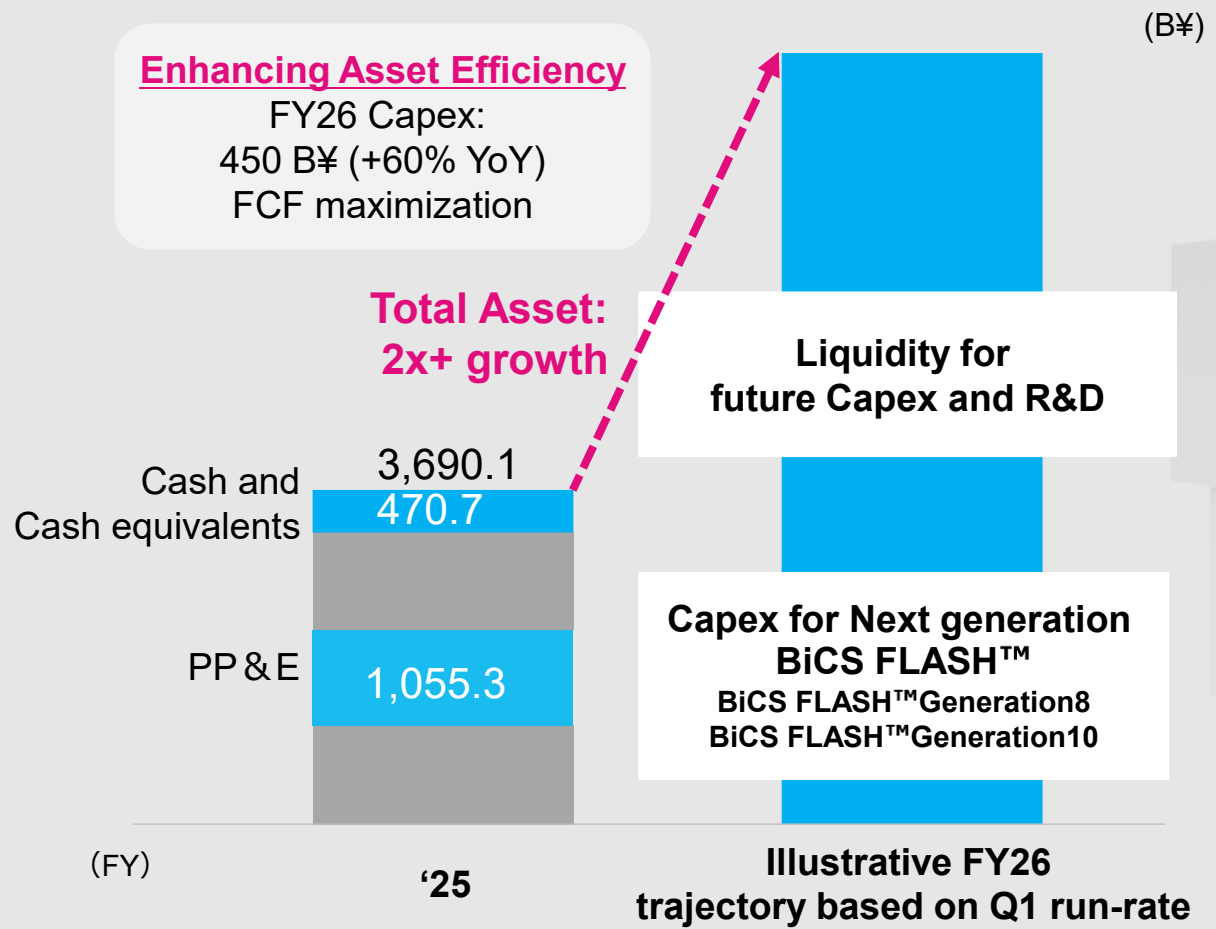 (B¥)
Enhancing Asset Efficiency
FY26 Capex:
450 B¥ (+60% YoY)
FCF maximization
Total Asset:
2x+ growth
Liquidity for
future Capex and R&D
3,690.1
Cash and
Cash equivalents
470.7
PP&E
1,055.3
Capex for Next generation
BiCS FLASH™
BiCS FLASH™Generation8
BiCS FLASH™Generation10
(FY)
‘25
Illustrative FY26
trajectory based on Q1 run-rate